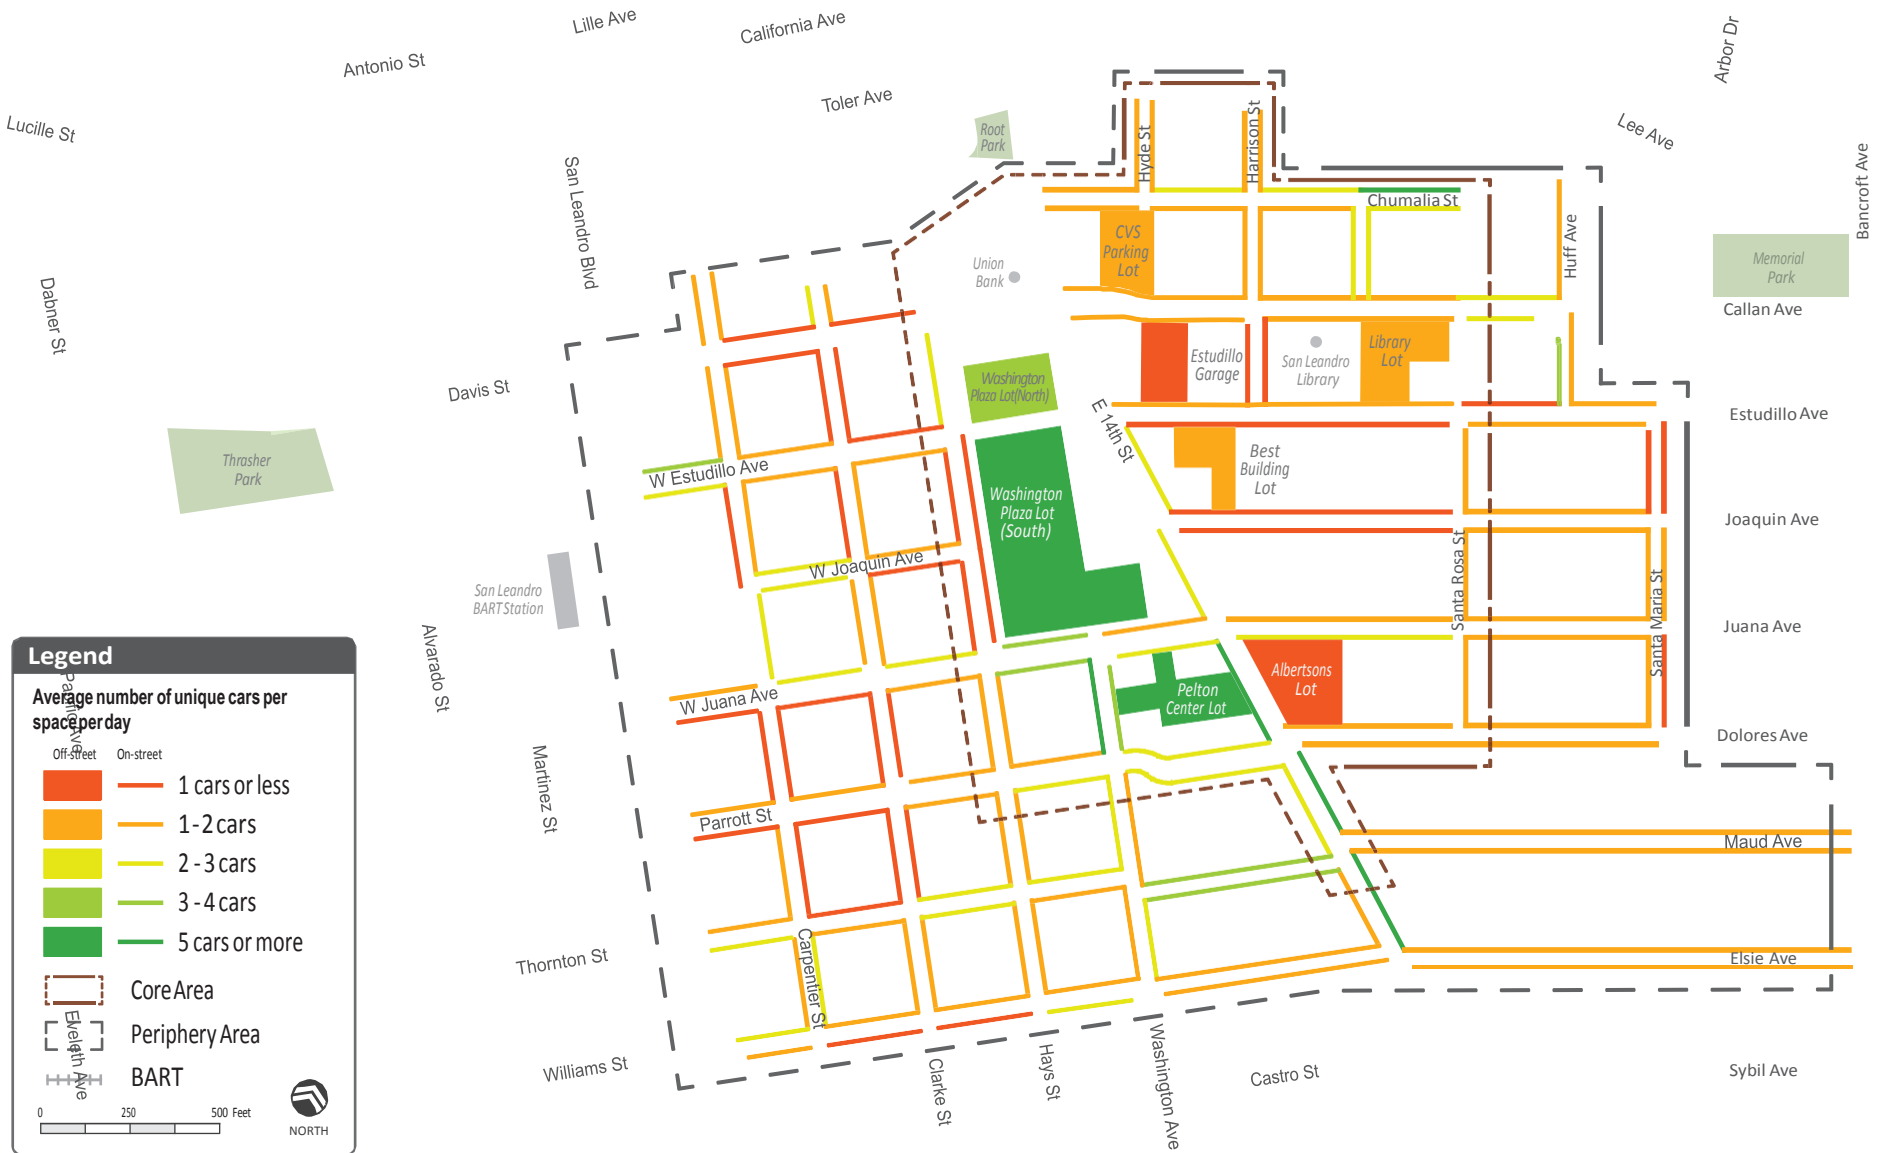 Lille Ave
California Ave
Arbor Dr
Antonio St
Toler Ave
Lucille St
Root
Park
Hyde St
Harrison St
Lee Ave
Bancroft Ave
San Leandro Blvd
Chumalia St
Huff Ave
CVS
Parking
Lot
Union
Bank
Memorial
Park
Dabner St
Callan Ave
Estudillo
Garage
San Leandro
Library
Library
Lot
Davis St
Washington
Plaza Lot(North)
E 14th St
Estudillo Ave
Thrasher
Park
W Estudillo Ave
Best
Building
Lot
Washington
Plaza Lot
(South)
Joaquin Ave
W Joaquin Ave
San Leandro
BART Station
Santa Rosa St
Santa Maria St
Juana Ave
Alvarado St
W Juana Ave
Pelton
Center Lot
Albertsons
Lot
Dolores Ave
Martinez St
Parrott St
Maud Ave
Thornton St
Carpentier St
Elsie Ave
Williams St
Clarke St
Hays St
Washington Ave
Castro St
Sybil Ave
Legend
Average number of unique cars per
space per day
Off-street On-street
1 cars or less
1 - 2 cars
2 - 3 cars
3 - 4 cars
5 cars or more
Core Area
Periphery Area
BART
Eveleth Ave
0 250 500 Feet
NORTH